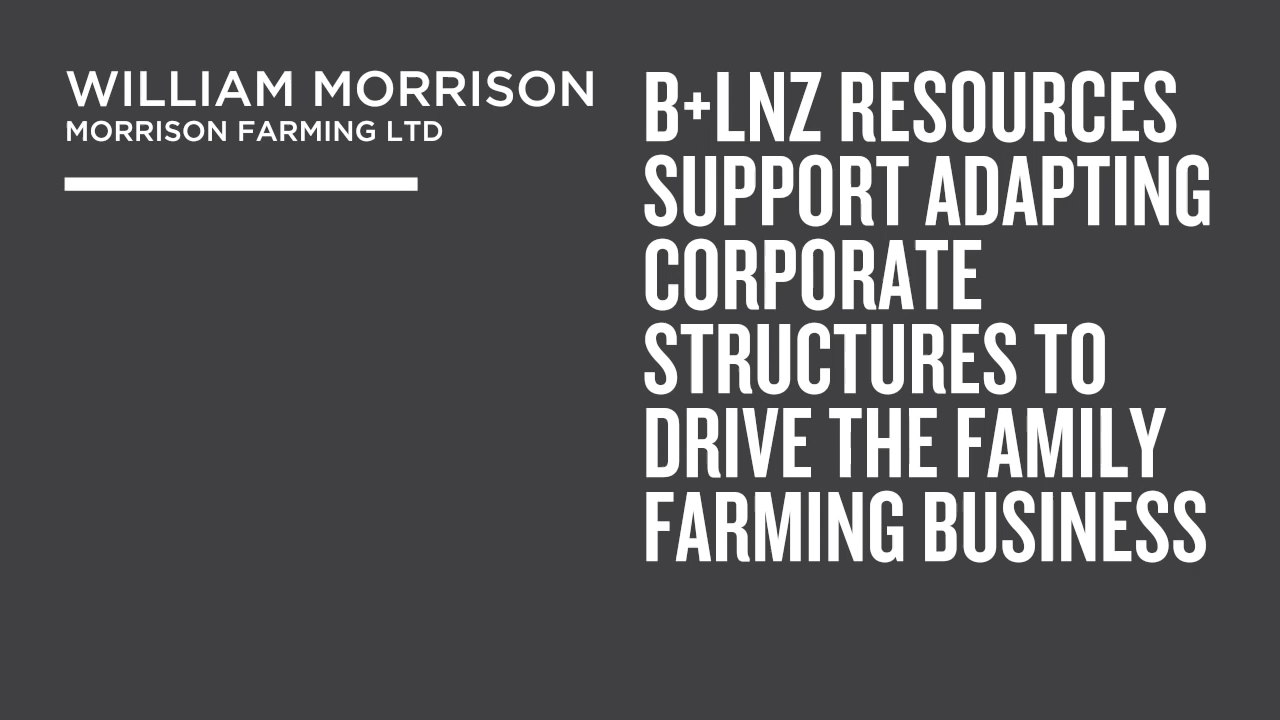 WILLIAM MORRISON
MORRISON FARMING LTD
B+LNZ RESOURCES
SUPPORT ADAPTING
CORPORATE
STRUCTURES TO
DRIVE THE FAMILY
FARMING BUSINESS